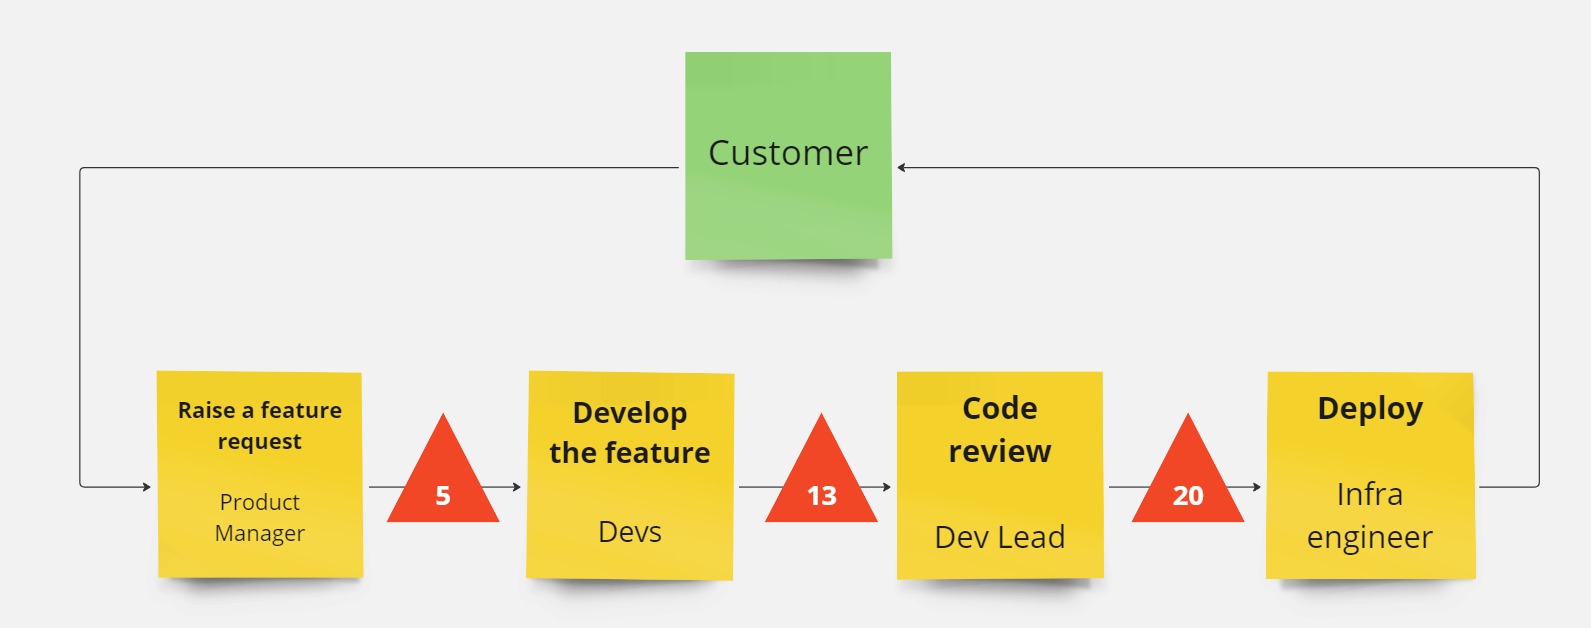 Customer
Raise a feature
request
Product
Manager
5
Develop
the feature
Devs
13
Code
review
Dev Lead
20
Deploy
Infra
engineer